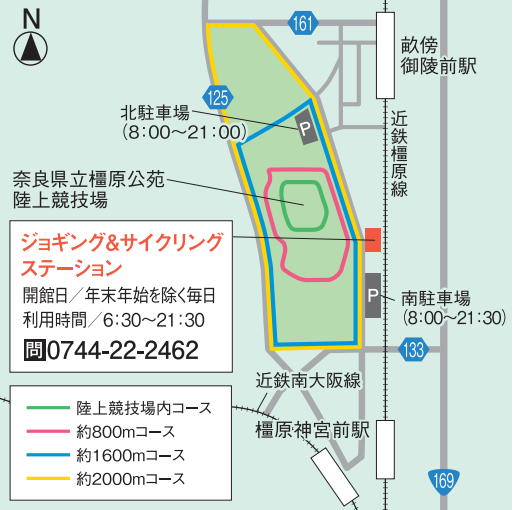 N
161
畝傍
御陵前駅
125
北駐車場
(8:00〜21:00)
P
近鉄橿原線
奈良県立橿原公苑
陸上競技場
ジョギング&サイクリング
ステーション
開館日/年末年始を除く毎日
利用時間/6:30〜21:30
問0744-22-2462
P
南駐車場
(8:00〜21:30)
133
近鉄南大阪線
橿原神宮前駅
陸上競技場内コース
約800mコース
約1600mコース
約2000mコース
169